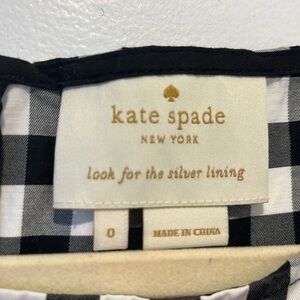 kate spade
NEW YORK
look for the silver lining
0
MADE IN CHINA